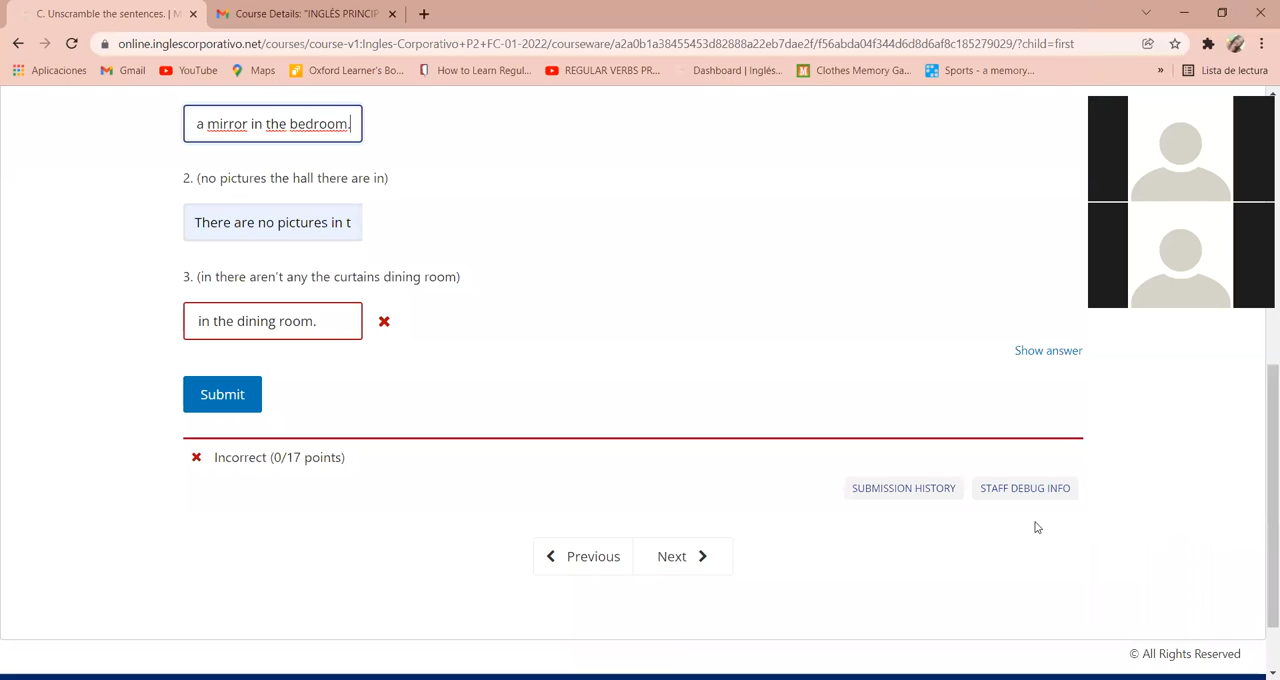 C. Unscramble the sentences. | M
Course Details: "INGLÉS PRINCIP
online.inglescorporativo.net/courses/course-v1:Ingles-Corporativo+P2+FC-01-2022/courseware/a2a0b1a38455453d82888a22eb7dae2f/f56abda04f344d6d8d6af8c185279029/?child=first
Aplicaciones Gmail YouTube Maps Oxford Learner's Bo... How to Learn Regul... REGULAR VERBS PR... Dashboard | Inglés... Clothes Memory Ga... Sports - a memory... » Lista de lectura
a mirror in the bedroom.
2. (no pictures the hall there are in)
There are no pictures in t
3. (in there aren't any the curtains dining room)
in the dining room.
Show answer
Submit
Incorrect (0/17 points)
SUBMISSION HISTORY STAFF DEBUG INFO
Previous Next
© All Rights Reserved